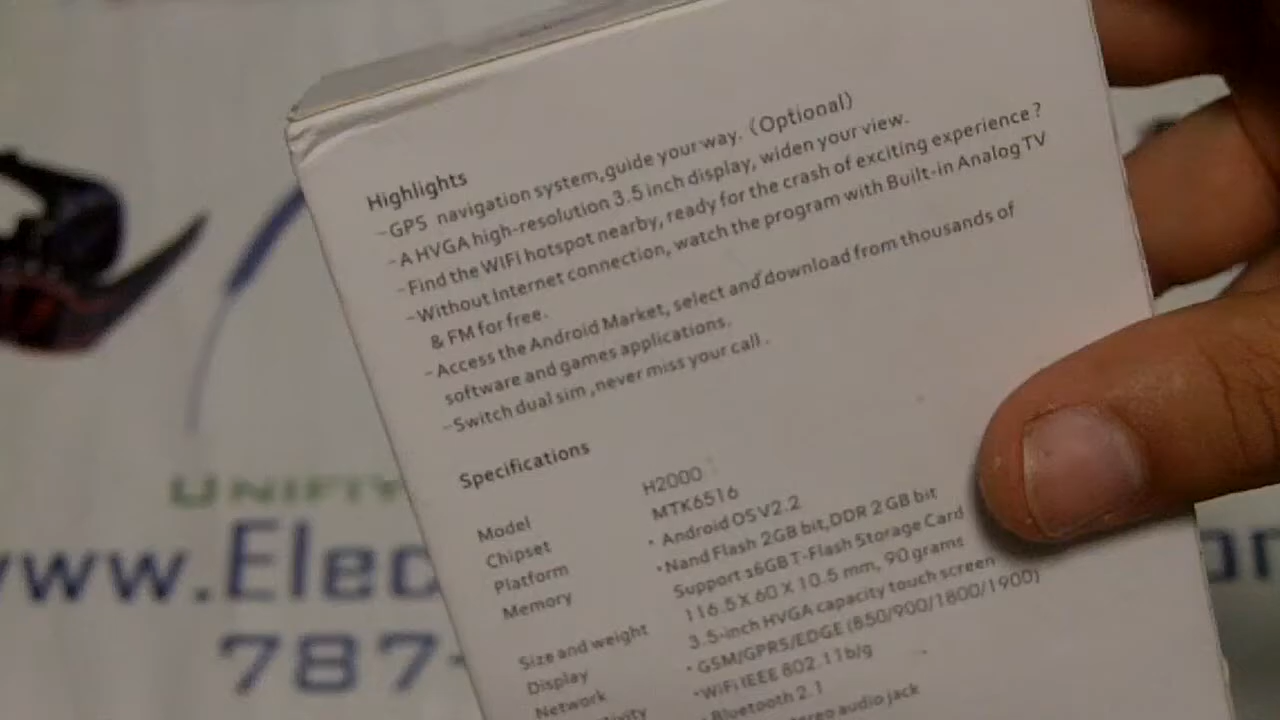 Highlights
-GPS navigation system,guide your way. (Optional)
-A HVGA high-resolution 3.5 inch display, widen your view.
-Find the WIFI hotspot nearby, ready for the crash of exciting experience ?
-Without Internet connection, watch the program with Built-in Analog TV
& FM for free.
-Access the Android Market, select and download from thousands of
software and games applications.
-Switch dual sim ,never miss your call .
Specifications
Model H2000
Chipset MTK6516
Platform • Android OS V2.2
Memory • Nand Flash 2GB bit,DDR 2 GB bit
Support 16GB T-Flash Storage Card
Size and weight 116.5 X 60 X 10.5 mm, 90 grams
Display 3.5-inch HVGA capacity touch screen
Network • GSM/GPRS/EDGE (850/900/1800/1900)
• WiFi IEEE 802.11b/g
• Bluetooth 2.1
audio jack
UNIFIY
www.Elec
787-